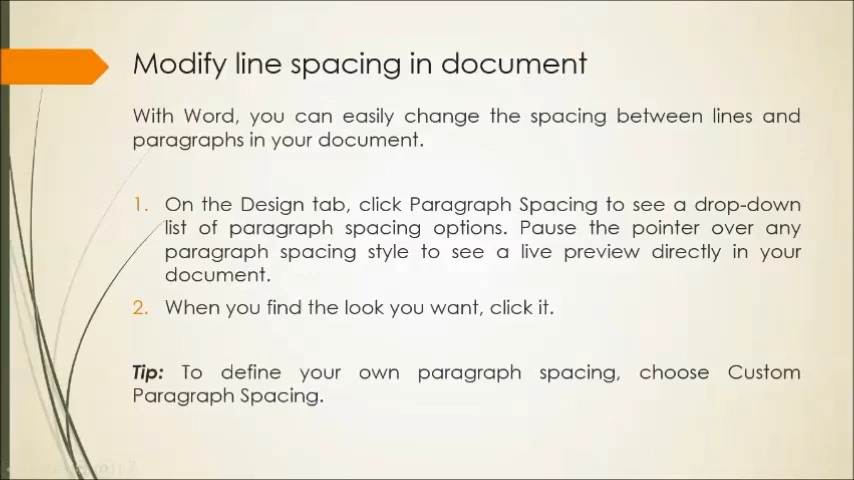 Modify line spacing in document
With Word, you can easily change the spacing between lines and
paragraphs in your document.
1. On the Design tab, click Paragraph Spacing to see a drop-down
list of paragraph spacing options. Pause the pointer over any
paragraph spacing style to see a live preview directly in your
document.
2. When you find the look you want, click it.
Tip: To define your own paragraph spacing, choose Custom
Paragraph Spacing.